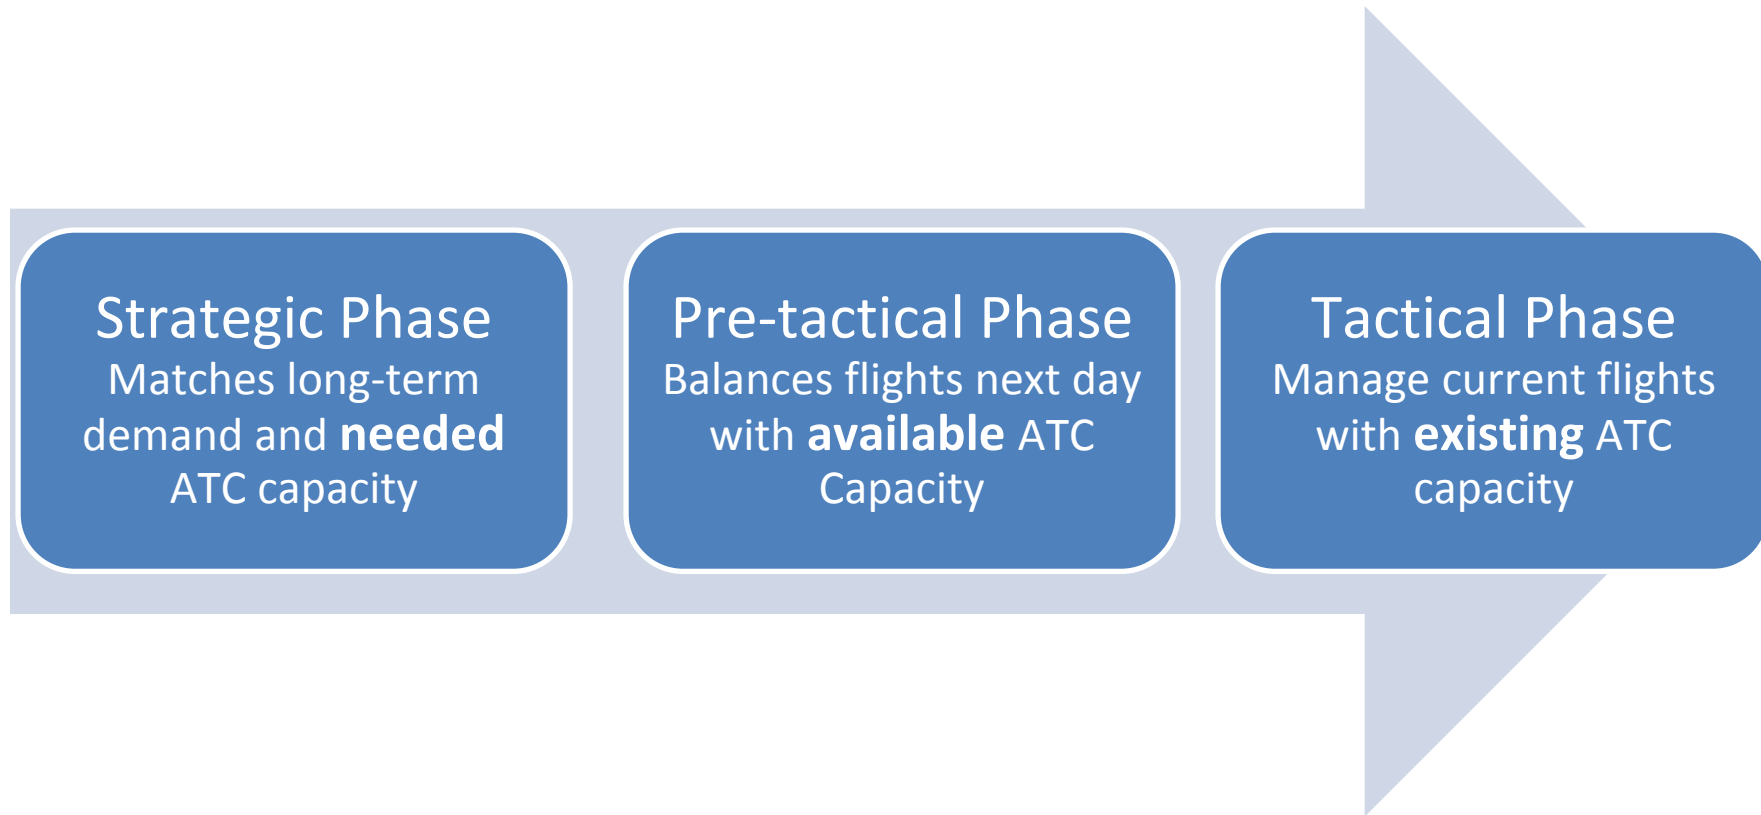 Strategic Phase
Matches long-term
demand and needed
ATC capacity
Pre-tactical Phase
Balances flights next day
with available ATC
Capacity
Tactical Phase
Manage current flights
with existing ATC
capacity